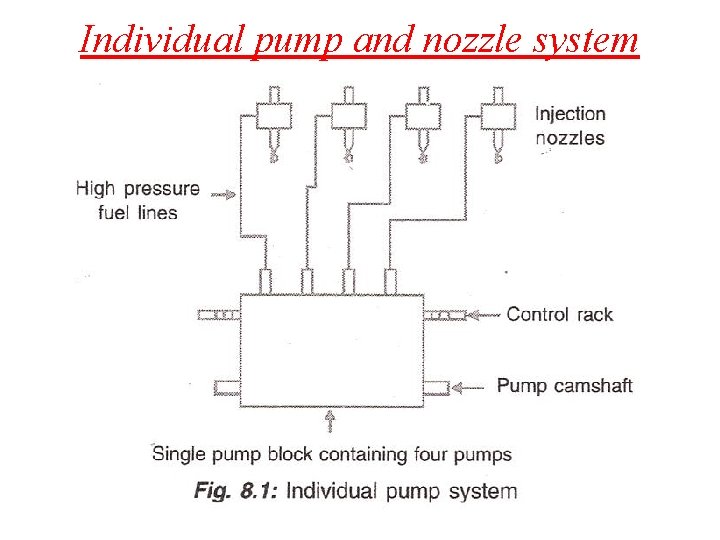 Individual pump and nozzle system
Injection
nozzles
High pressure
fuel lines
Control rack
Pump camshaft
Single pump block containing four pumps
Fig. 8.1: Individual pump system